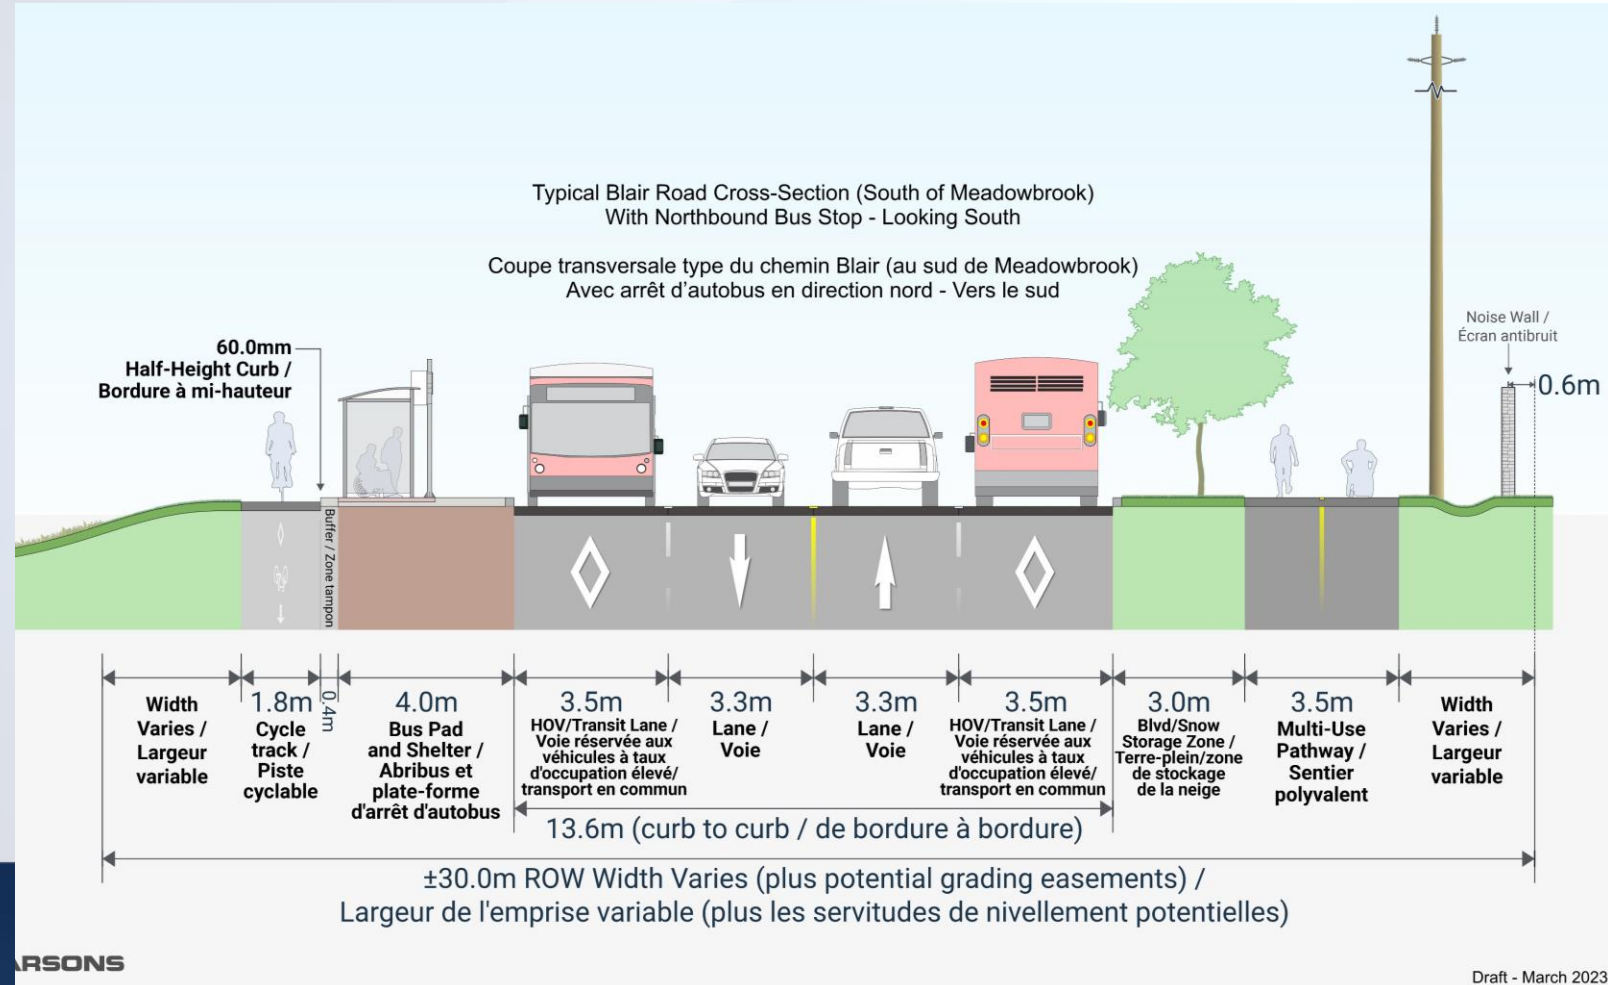 Typical Blair Road Cross-Section (South of Meadowbrook)
With Northbound Bus Stop - Looking South
Coupe transversale type du chemin Blair (au sud de Meadowbrook)
Avec arrêt d'autobus en direction nord - Vers le sud
60.0mm
Half-Height Curb /
Bordure à mi-hauteur
Noise Wall /
Écran antibruit
0.6m
Buffer / Zone tampon
1.8m
0.4m
4.0m
3.5m
3.3m
3.3m
3.5m
3.0m
3.5m
Width
Varies /
Largeur
variable
Cycle
track /
Piste
cyclable
Bus Pad
and Shelter /
Abribus et
plate-forme
d'arrêt d'autobus
HOV/Transit Lane /
Voie réservée aux
véhicules à taux
d'occupation élevé/
transport en commun
Lane /
Voie
Lane /
Voie
HOV/Transit Lane /
Voie réservée aux
véhicules à taux
d'occupation élevé/
transport en commun
Blvd/Snow
Storage Zone /
Terre-plein/zone
de stockage
de la neige
Multi-Use
Pathway /
Sentier
polyvalent
Width
Varies /
Largeur
variable
13.6m (curb to curb / de bordure à bordure)
±30.0m ROW Width Varies (plus potential grading easements) /
Largeur de l'emprise variable (plus les servitudes de nivellement potentielles)
ARSONS
Draft - March 2023